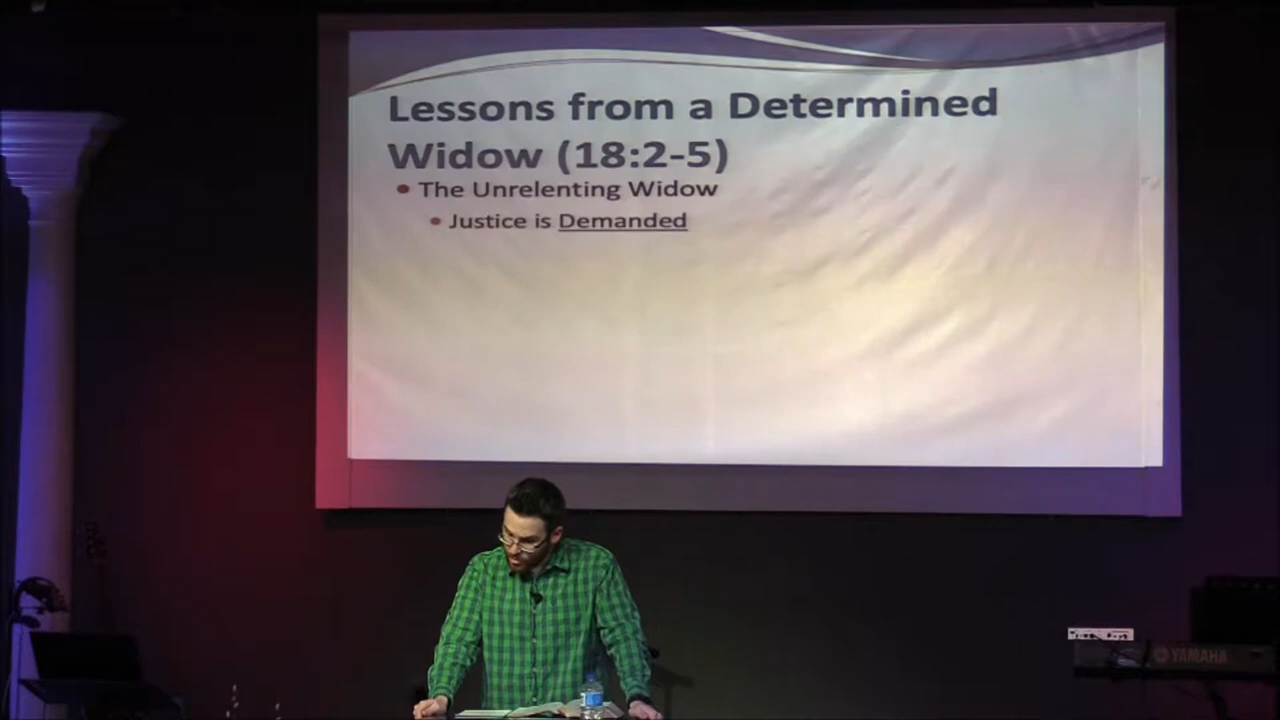 Lessons from a Determined
Widow (18:2-5)
• The Unrelenting Widow
• Justice is Demanded
YAMAHA